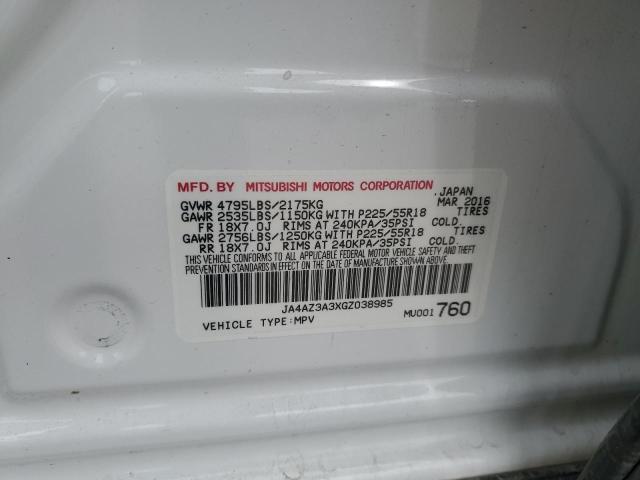 MFD. BY MITSUBISHI MOTORS CORPORATION JAPAN
GVWR 4795LBS/2175KG MAR 2016
GAWR 2535LBS/1150KG WITH P225/55R18 TIRES
FR 18X7.0J RIMS AT 240KPA/35PSI COLD.
GAWR 2756LBS/1250KG WITH P225/55R18 TIRES
RR 18X7.0J RIMS AT 240KPA/35PSI COLD.
THIS VEHICLE CONFORMS TO ALL APPLICABLE FEDERAL MOTOR VEHICLE SAFETY, BUMPER, AND THEFT
PREVENTION STANDARDS IN EFFECT ON THE DATE OF MANUFACTURE SHOWN ABOVE.
JA4AZ3A3XGZ038985
VEHICLE TYPE:MPV MU001760